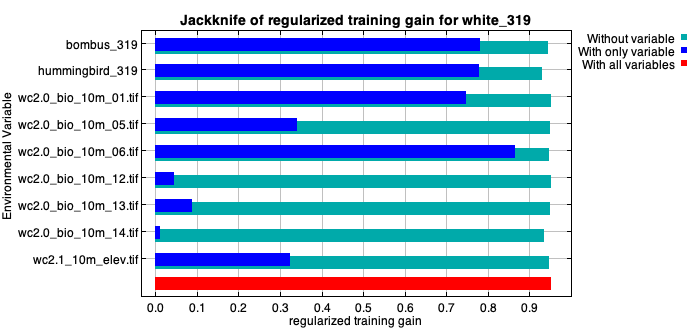 Jackknife of regularized training gain for white_319
Without variable
With only variable
With all variables
Environmental Variable
bombus_319
hummingbird_319
wc2.0_bio_10m_01.tif
wc2.0_bio_10m_05.tif
wc2.0_bio_10m_06.tif
wc2.0_bio_10m_12.tif
wc2.0_bio_10m_13.tif
wc2.0_bio_10m_14.tif
wc2.1_10m_elev.tif
0.0 0.1 0.2 0.3 0.4 0.5 0.6 0.7 0.8 0.9
regularized training gain